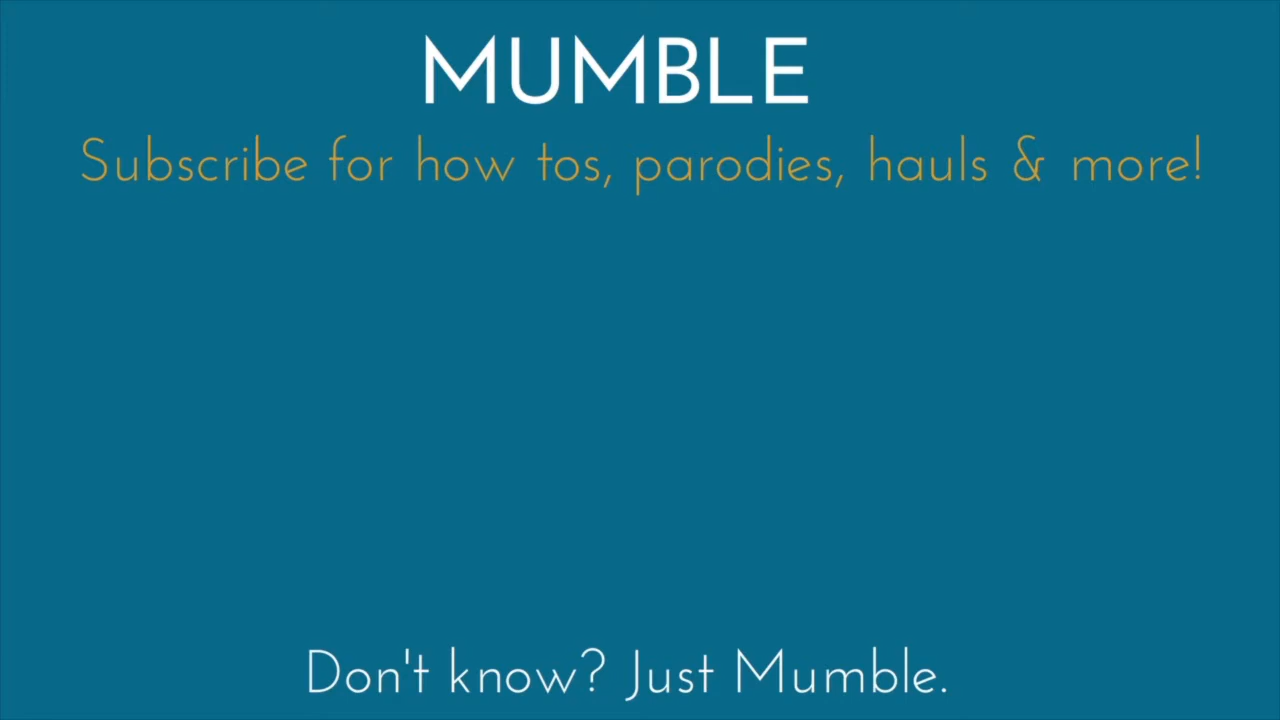 MUMBLE
Subscribe for how tos, parodies, hauls & more!
Don't know? Just Mumble.